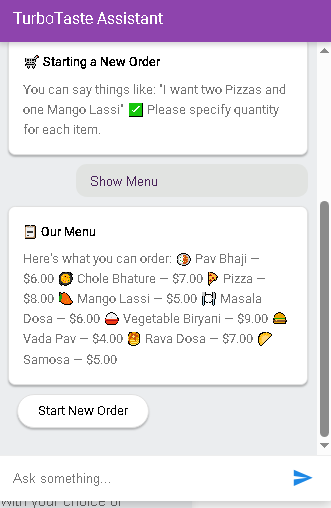 TurboTaste Assistant
🛒 Starting a New Order
You can say things like: "I want two Pizzas and
one Mango Lassi" ✅ Please specify quantity
for each item.
Show Menu
📋 Our Menu
Here's what you can order: Pav Bhaji –
$6.00 Chole Bhature – $7.00 🍕 Pizza –
$8.00 🥭 Mango Lassi – $5.00 🍽 Masala
Dosa – $6.00 🍚 Vegetable Biryani – $9.00 🍔
Vada Pav – $4.00 Rava Dosa – $7.00
Samosa – $5.00
Start New Order
Ask something...
with your choice of